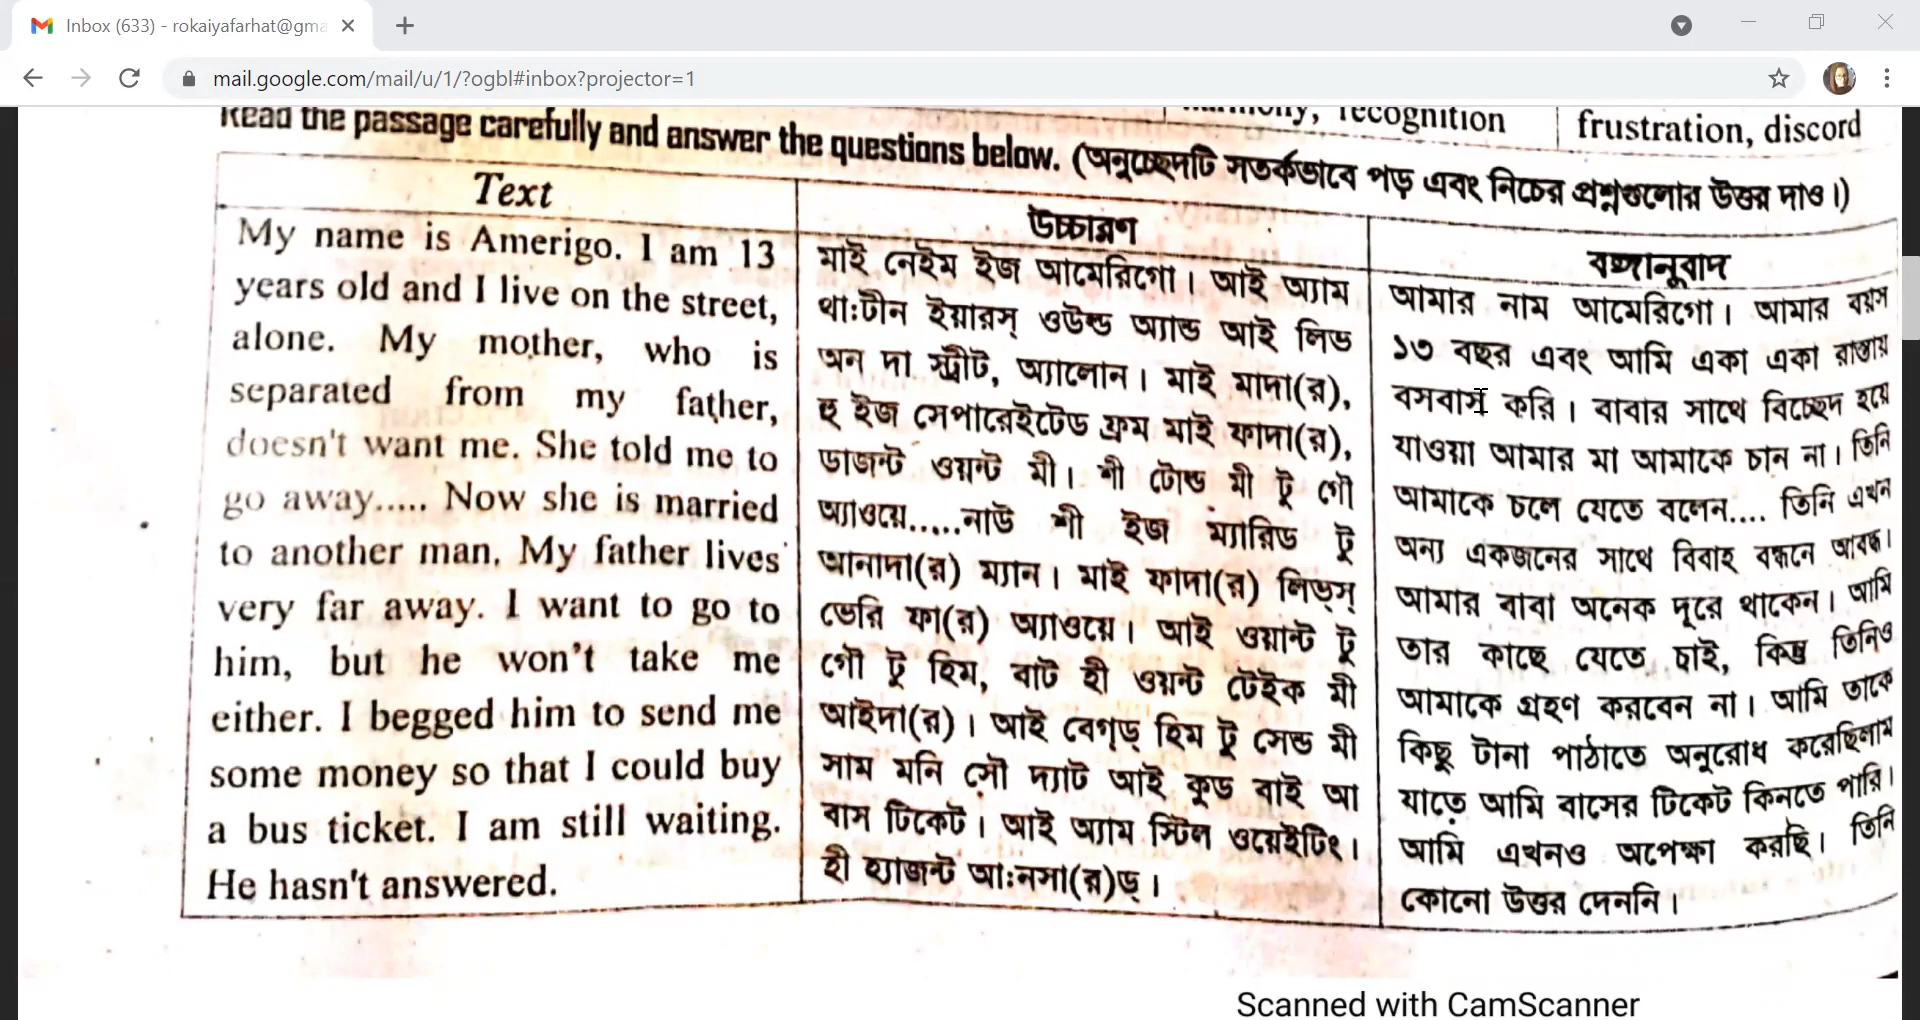 Inbox (633) - rokaiyafarhat@gma
mail.google.com/mail/u/1/?ogbl#inbox?projector=1
harmony, recognition
frustration, discord
Read the passage carefully and answer the questions below. (অনুচ্ছেদটি সতর্কভাবে পড় এবং নিচের প্রশ্নগুলোর উত্তর দাও।)
Text
My name is Amerigo. I am 13
years old and I live on the street,
alone. My mother, who is
separated from my father,
doesn't want me. She told me to
go away..... Now she is married
to another man. My father lives
very far away. I want to go to
him, but he won't take me
either. I begged him to send me
some money so that I could buy
a bus ticket. I am still waiting.
He hasn't answered.
উচ্চারণ
মাই নেইম ইজ আমেরিগো। আই অ্যাম
থা:টীন ইয়ারস্ ওউল্ড অ্যান্ড আই লিভ
অন দা স্ট্রীট, অ্যালোন। মাই মাদা(র),
হু ইজ সেপারেইটেড ফ্রম মাই ফাদা(র),
ডাজন্ট ওয়ন্ট মী। শী টোল্ড মী টু গৌ
অ্যাওয়ে.....নাউ শী ইজ ম্যারিড টু
আনাদা(র) ম্যান। মাই ফাদা(র) লিভ্স্
ভেরি ফা(র) অ্যাওয়ে। আই ওয়ান্ট টু
গৌ টু হিম, বাট হী ওয়ন্ট টেইক মী
আইদা(র)। আই বেগ্ড্ হিম টু সেন্ড মী
সাম মনি সৌ দ্যাট আই কুড বাই আ
বাস টিকেট। আই অ্যাম স্টিল ওয়েইটিং।
হী হ্যাজন্ট আ:নসা(র)ড্।
বঙ্গানুবাদ
আমার নাম আমেরিগো। আমার বয়স
১৩ বছর এবং আমি একা একা রাস্তায়
বসবাস করি। বাবার সাথে বিচ্ছেদ হয়ে
যাওয়া আমার মা আমাকে চান না। তিনি
আমাকে চলে যেতে বলেন.... তিনি এখন
অন্য একজনের সাথে বিবাহ বন্ধনে আবদ্ধ।
আমার বাবা অনেক দূরে থাকেন। আমি
তার কাছে যেতে চাই, কিন্তু তিনিও
আমাকে গ্রহণ করবেন না। আমি তাকে
কিছু টানা পাঠাতে অনুরোধ করেছিলাম
যাতে আমি বাসের টিকেট কিনতে পারি।
আমি এখনও অপেক্ষা করছি। তিনি
কোনো উত্তর দেননি।
Scanned with CamScanner